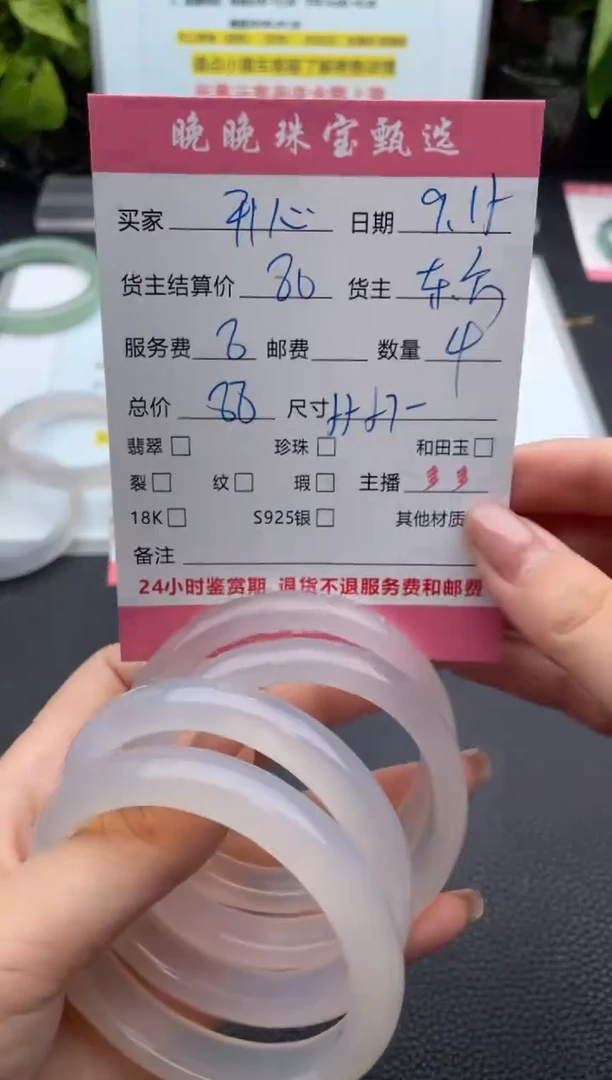 晚晚珠宝甄选
买家 开心 日期
货主结算价 80 货主
服务费 8 邮费 数量 4
总价 88 尺寸
翡翠 珍珠 和田玉
裂 纹 瑕 主播 多多
18K S925银 其他材质
备注
24小时鉴赏期 退货不退服务费和邮费